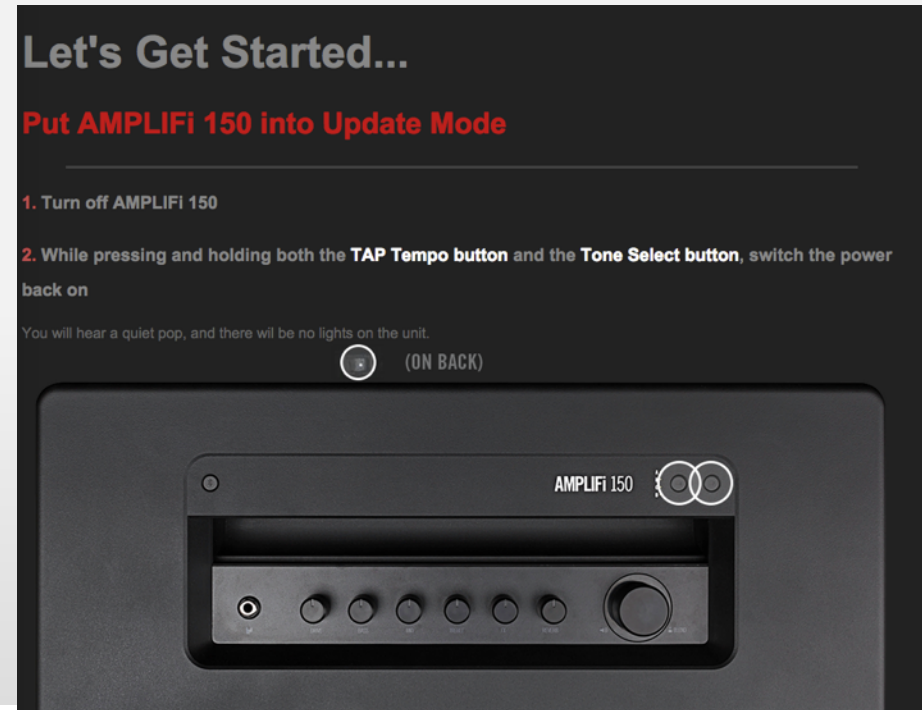 Let's Get Started...
Put AMPLIFi 150 into Update Mode
1. Turn off AMPLIFi 150
2. While pressing and holding both the TAP Tempo button and the Tone Select button, switch the power
back on
You will hear a quiet pop, and there wil be no lights on the unit.
(ON BACK)
AMPLIFi 150